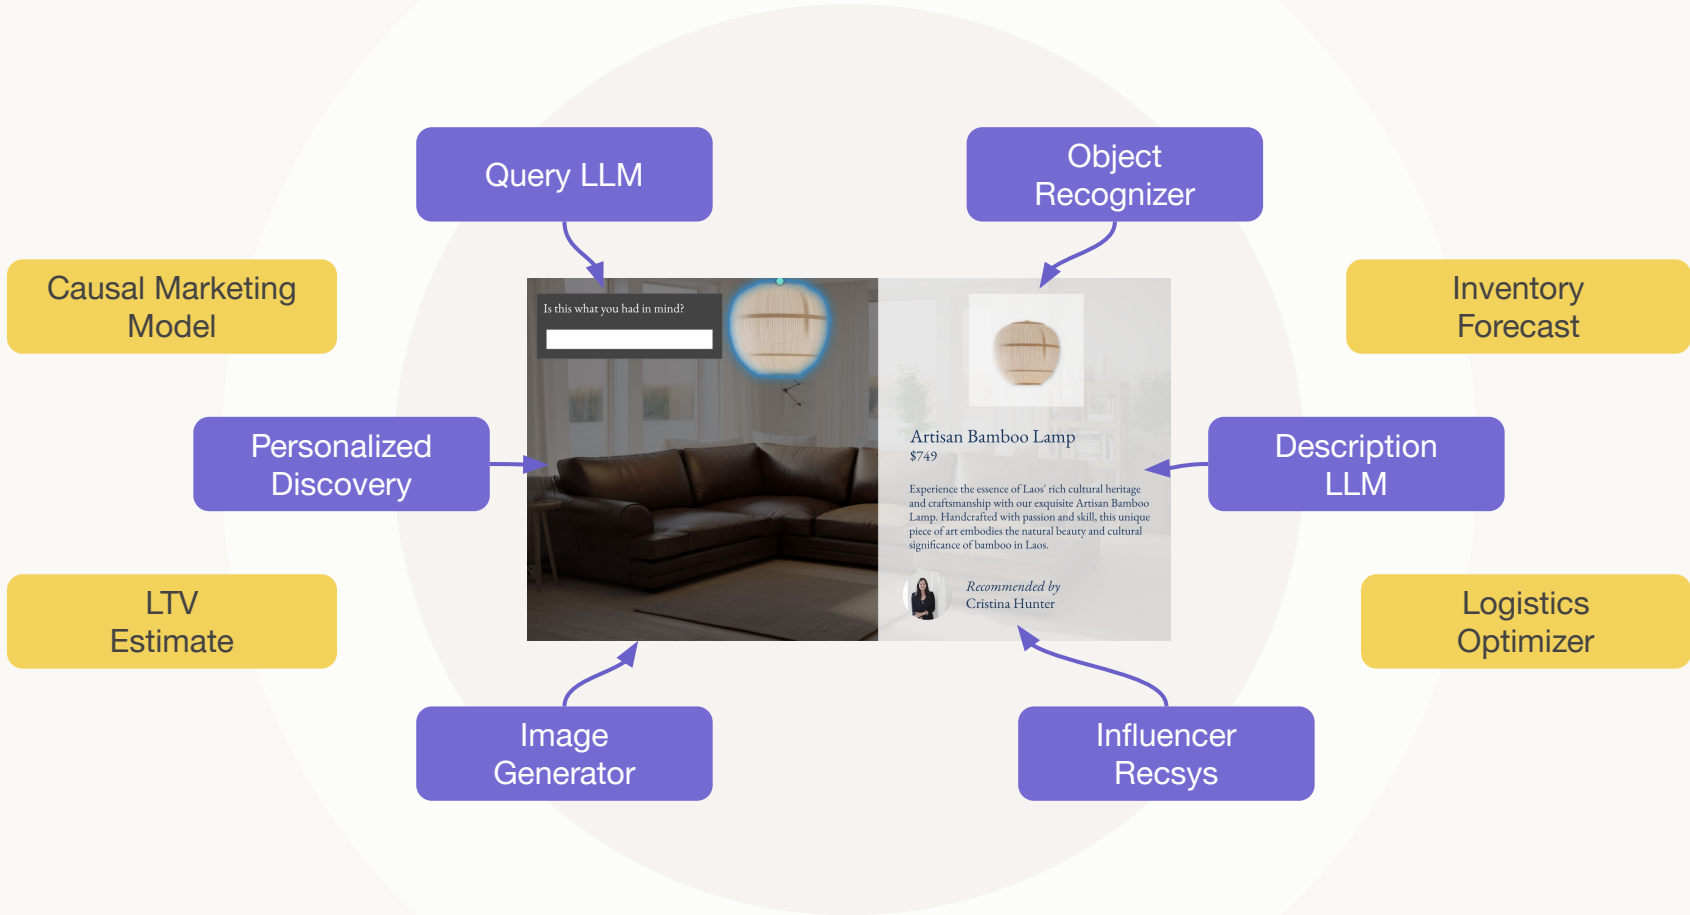 Query LLM
Object
Recognizer
Causal Marketing
Model
Inventory
Forecast
Is this what you had in mind?
Personalized
Discovery
Artisan Bamboo Lamp
$749
Description
LLM
Experience the essence of Laos' rich cultural heritage
and craftsmanship with our exquisite Artisan Bamboo
Lamp. Handcrafted with passion and skill, this unique
piece of art embodies the natural beauty and cultural
significance of bamboo in Laos.
LTV
Estimate
Recommended by
Cristina Hunter
Logistics
Optimizer
Image
Generator
Influencer
Recsys